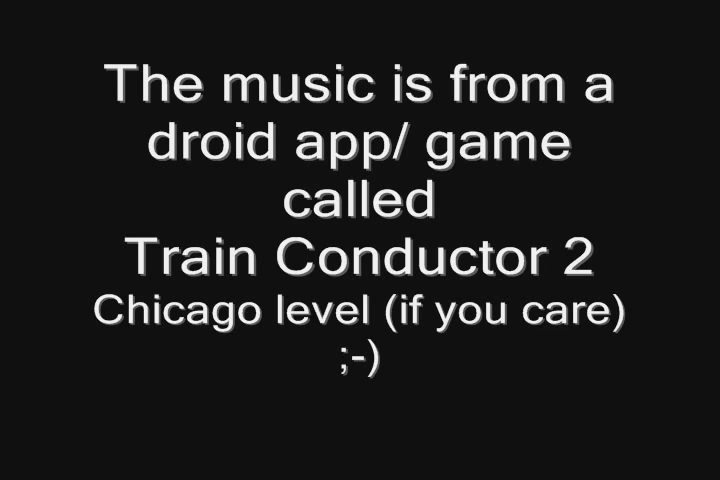 The music is from a
droid app/ game
called
Train Conductor 2
Chicago level (if you care)
;-)